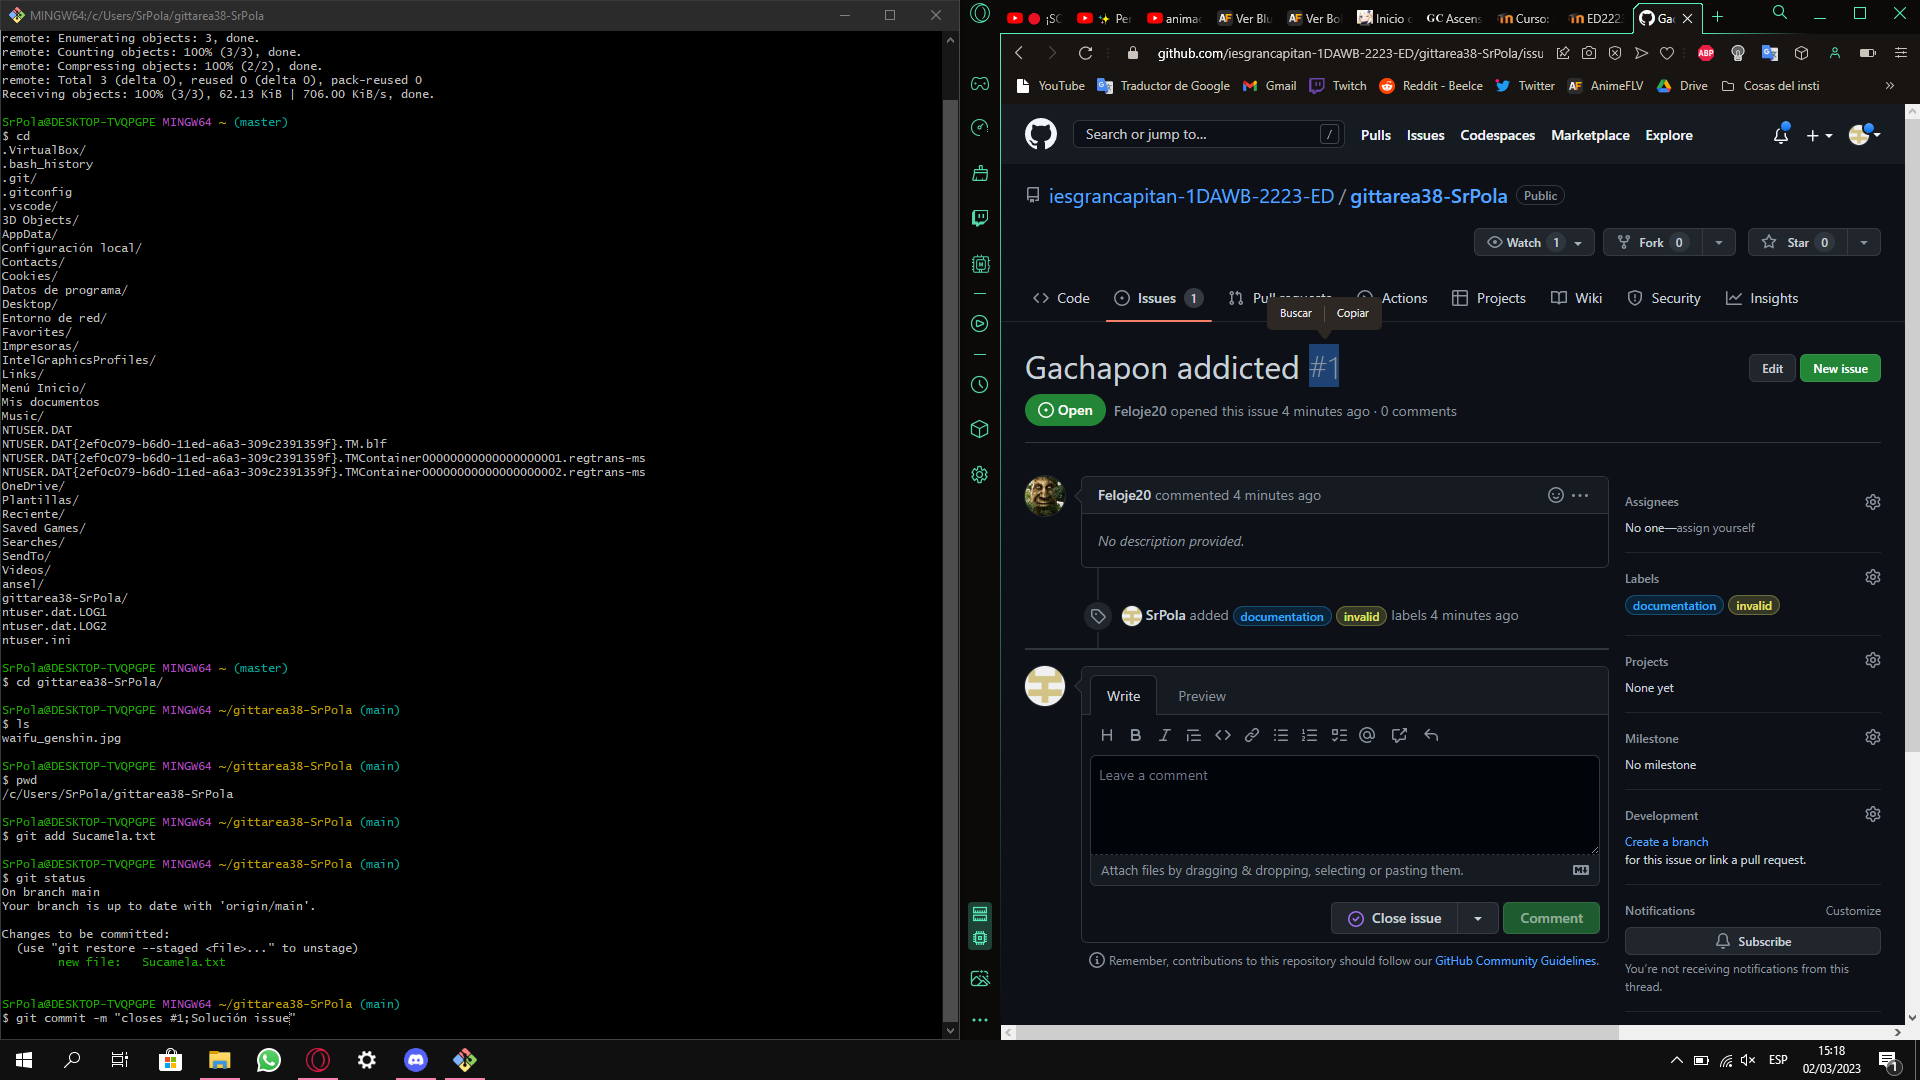 MINGW64:/c/Users/SrPola/gittarea38-SrPola
remote: Enumerating objects: 3, done.
remote: Counting objects: 100% (3/3), done.
remote: Compressing objects: 100% (2/2), done.
remote: Total 3 (delta 0), reused 0 (delta 0), pack-reused 0
Receiving objects: 100% (3/3), 62.13 KiB | 706.00 KiB/s, done.
SrPola@DESKTOP-TVQPGPE MINGW64 ~ (master)
$ cd
.VirtualBox/
.bash_history
.git/
.gitconfig
.vscode/
3D Objects/
AppData/
Configuración local/
Contacts/
Cookies/
Datos de programa/
Desktop/
Entorno de red/
Favorites/
Impresoras/
IntelGraphicsProfiles/
Links/
Menú Inicio/
Mis documentos
Music/
NTUSER.DAT
NTUSER.DAT{2ef0c079-b6d0-11ed-a6a3-309c2391359f}.TM.blf
NTUSER.DAT{2ef0c079-b6d0-11ed-a6a3-309c2391359f}.TMContainer00000000000000000001.regtrans-ms
NTUSER.DAT{2ef0c079-b6d0-11ed-a6a3-309c2391359f}.TMContainer00000000000000000002.regtrans-ms
OneDrive/
Plantillas/
Reciente/
Saved Games/
Searches/
SendTo/
Videos/
ansel/
gittarea38-SrPola/
ntuser.dat.LOG1
ntuser.dat.LOG2
ntuser.ini
SrPola@DESKTOP-TVQPGPE MINGW64 ~ (master)
$ cd gittarea38-SrPola/
SrPola@DESKTOP-TVQPGPE MINGW64 ~/gittarea38-SrPola (main)
$ ls
waifu_genshin.jpg
SrPola@DESKTOP-TVQPGPE MINGW64 ~/gittarea38-SrPola (main)
$ pwd
/c/Users/SrPola/gittarea38-SrPola
SrPola@DESKTOP-TVQPGPE MINGW64 ~/gittarea38-SrPola (main)
$ git add Sucamela.txt
SrPola@DESKTOP-TVQPGPE MINGW64 ~/gittarea38-SrPola (main)
$ git status
On branch main
Your branch is up to date with 'origin/main'.
Changes to be committed:
(use "git restore --staged <file>..." to unstage)
new file: Sucamela.txt
SrPola@DESKTOP-TVQPGPE MINGW64 ~/gittarea38-SrPola (main)
$ git commit -m "closes #1;Solución issue"
¡SC Per animac AF Ver Blu AF Ver Bo Inicio GC Ascens Curso: ED222 Ga
github.com/iesgrancapitan-1DAWB-2223-ED/gittarea38-SrPola/issu
ABP
YouTube Traductor de Google Gmail Twitch Reddit - Beelce Twitter AF AnimeFLV Drive Cosas del insti »
Search or jump to... / Pulls Issues Codespaces Marketplace Explore
iesgrancapitan-1DAWB-2223-ED / gittarea38-SrPola Public
Watch 1 Fork 0 Star 0
Code Issues 1 Pull requests Actions Projects Wiki Security Insights
Buscar Copiar
Gachapon addicted #1
Edit New issue
Open Feloje20 opened this issue 4 minutes ago · 0 comments
Feloje20 commented 4 minutes ago
No description provided.
SrPola added documentation invalid labels 4 minutes ago
Write Preview
Leave a comment
Attach files by dragging & dropping, selecting or pasting them.
Close issue Comment
Remember, contributions to this repository should follow our GitHub Community Guidelines.
Assignees
No one—assign yourself
Labels
documentation invalid
Projects
None yet
Milestone
No milestone
Development
Create a branch
for this issue or link a pull request.
Notifications Customize
Subscribe
You're not receiving notifications from this
thread.
ESP
15:18
02/03/2023
1